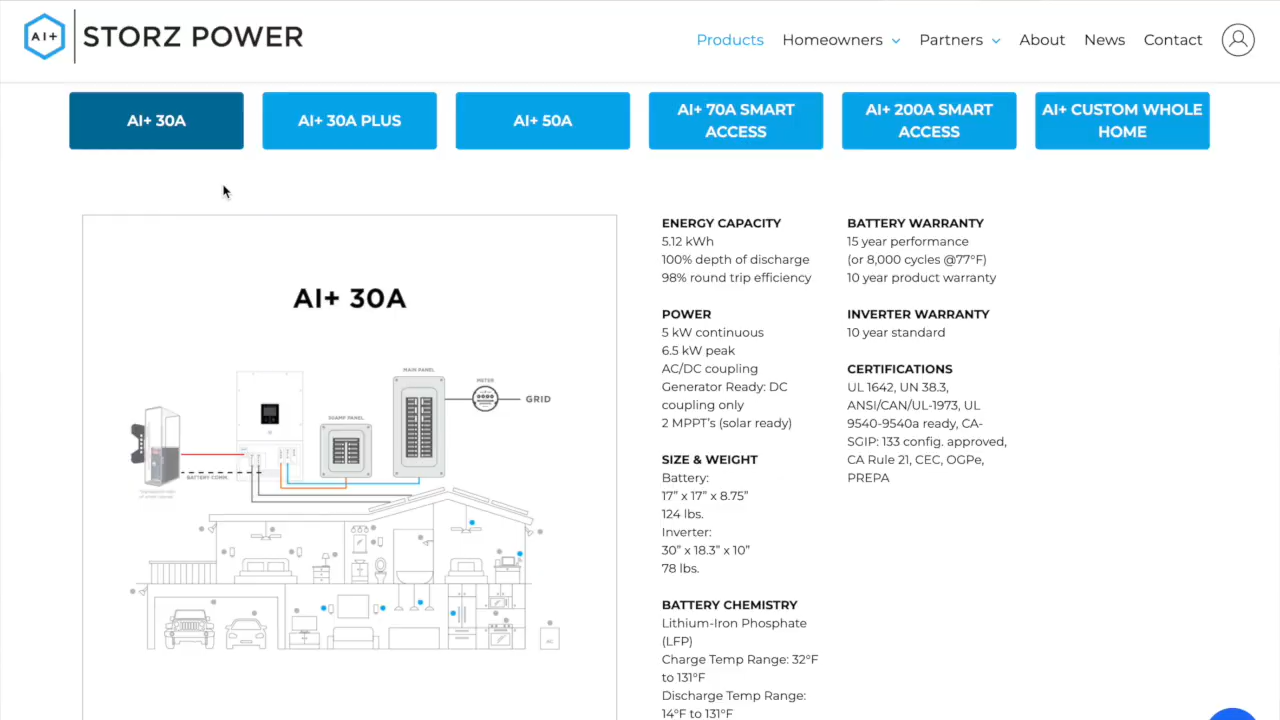 AI+
STORZ POWER
Products
Homeowners
Partners
About
News
Contact
AI+ 30A
AI+ 30A PLUS
AI+ 50A
AI+ 70A SMART
ACCESS
AI+ 200A SMART
ACCESS
AI+ CUSTOM WHOLE
HOME
AI+ 30A
MAIN PANEL
METER
GRID
50AMP PANEL
BATTERY COMM.
ENERGY CAPACITY
5.12 kWh
100% depth of discharge
98% round trip efficiency
POWER
5 kW continuous
6.5 kW peak
AC/DC coupling
Generator Ready: DC
coupling only
2 MPPT’s (solar ready)
SIZE & WEIGHT
Battery:
17” x 17” x 8.75”
124 lbs.
Inverter:
30” x 18.3” x 10”
78 lbs.
BATTERY CHEMISTRY
Lithium-Iron Phosphate
(LFP)
Charge Temp Range: 32°F
to 131°F
Discharge Temp Range:
14°F to 131°F
BATTERY WARRANTY
15 year performance
(or 8,000 cycles @77°F)
10 year product warranty
INVERTER WARRANTY
10 year standard
CERTIFICATIONS
UL 1642, UN 38.3,
ANSI/CAN/UL-1973, UL
9540-9540a ready, CA-
SGIP: 133 config. approved,
CA Rule 21, CEC, OGPe,
PREPA